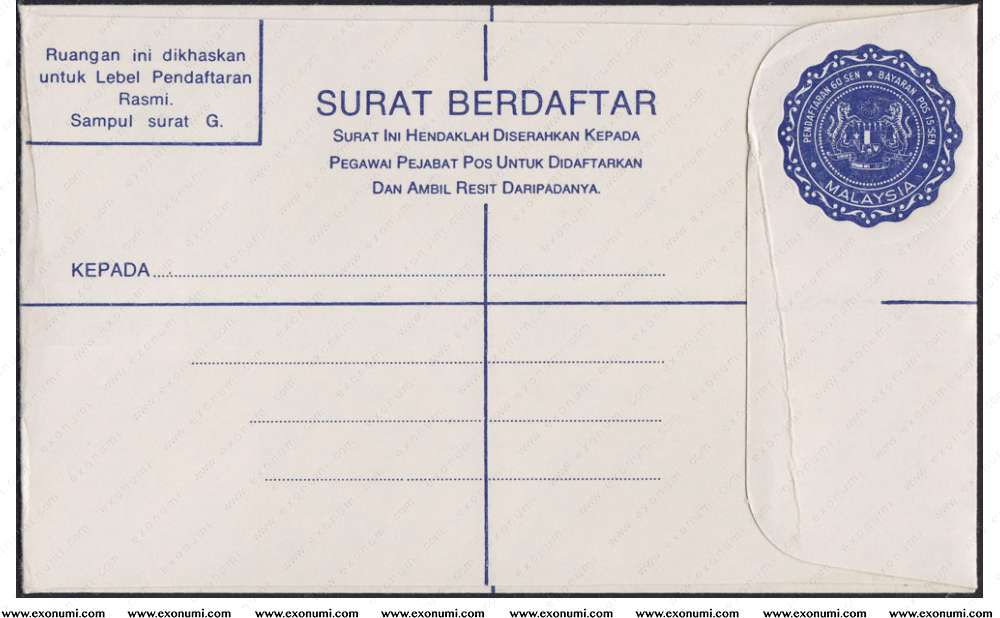 Ruangan ini dikhaskan
untuk Lebel Pendaftaran
Rasmi.
Sampul surat G.
SURAT BERDAFTAR
SURAT INI HENDAKLAH DISERAHKAN KEPADA
PEGAWAI PEJABAT POS UNTUK DIDAFTARKAN
DAN AMBIL RESIT DARIPADANYA.
PENDAFTARAN 60 SEN • BAYARAN POS 15 SEN
MALAYSIA
KEPADA
www.exonumi.com www.exonumi.com www.exonumi.com www.exonumi.com www.exonumi.com www.exonumi.com www.exonumi.com www.exonumi.com